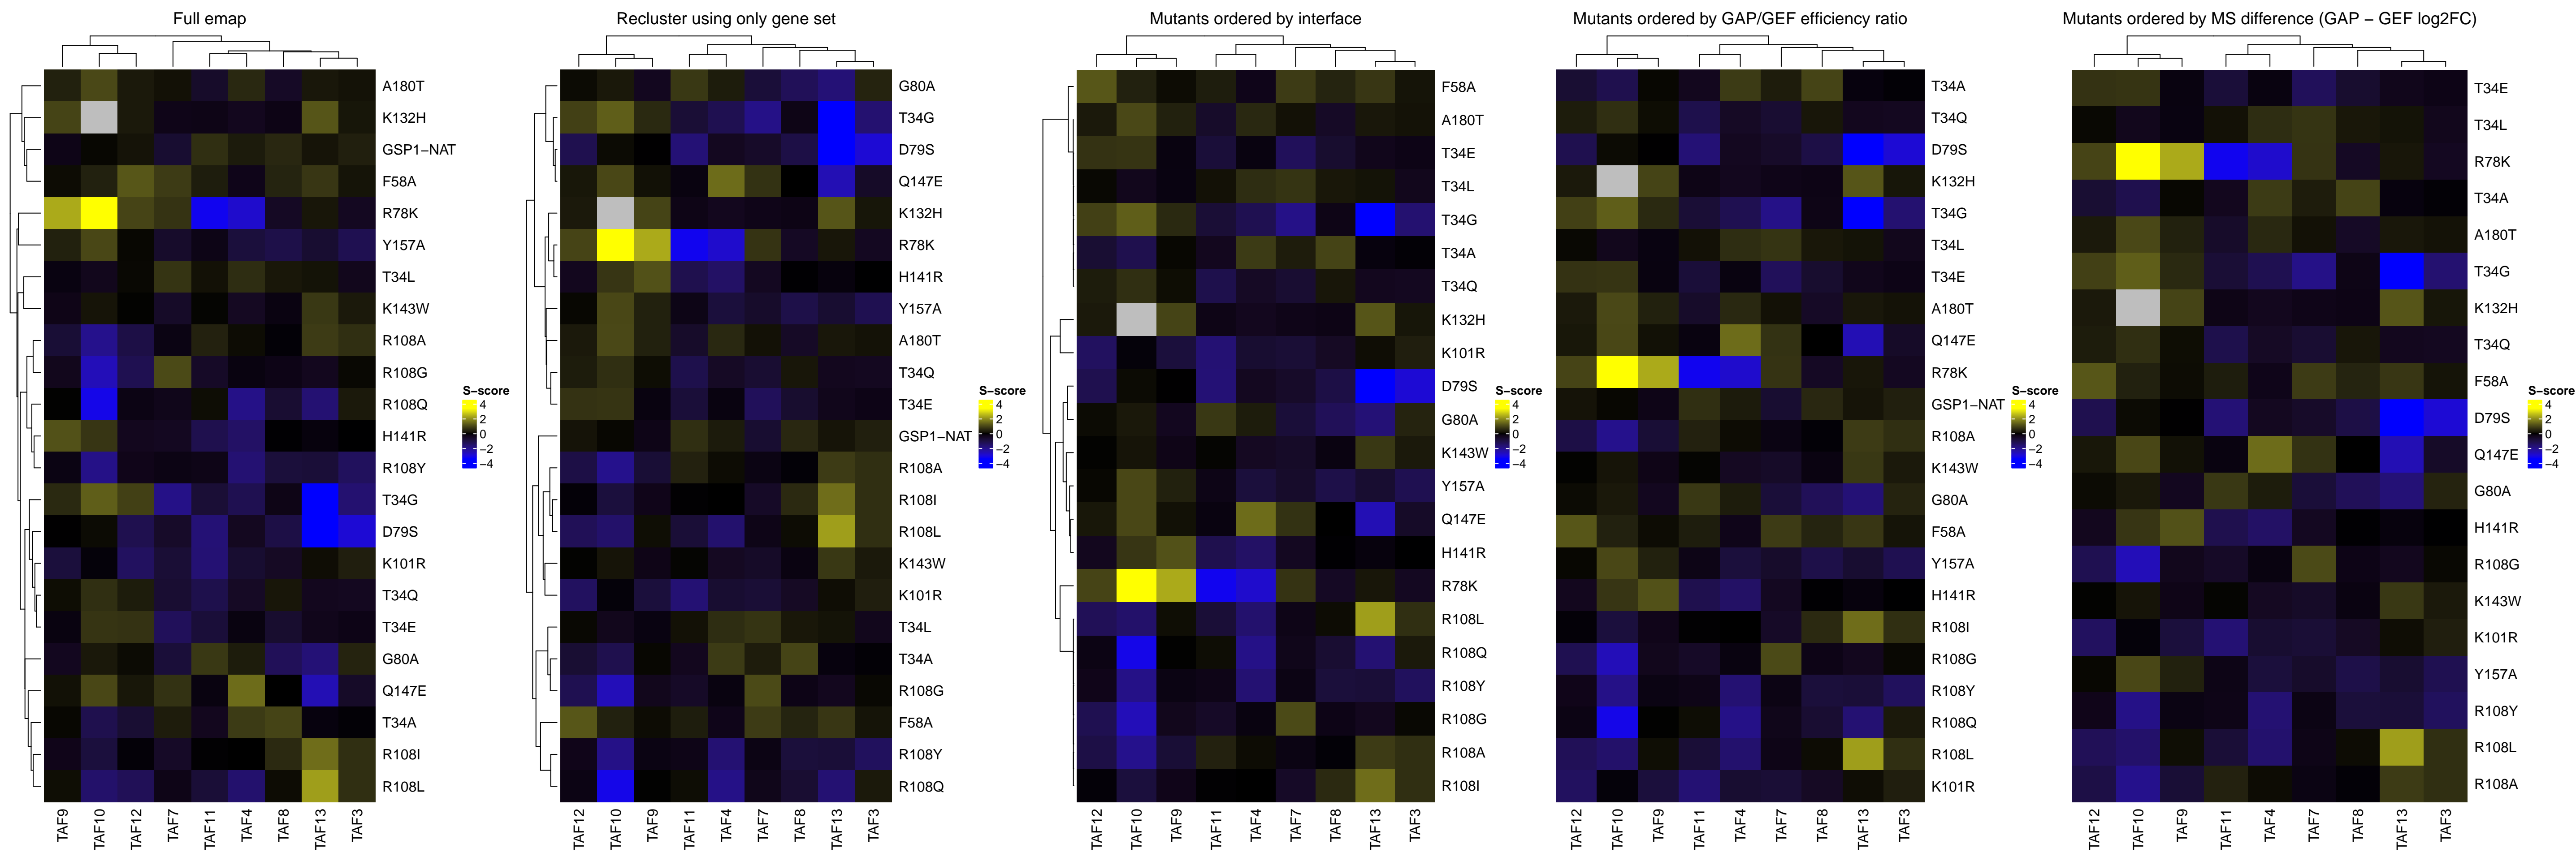 Full emap
A180T
K132H
GSP1−NAT
F58A
R78K
Y157A
T34L
K143W
R108A
R108G
R108Q
H141R
R108Y
T34G
D79S
K101R
T34Q
T34E
G80A
Q147E
T34A
R108I
R108L
TAF9
TAF10
TAF12
TAF7
TAF11
TAF4
TAF8
TAF13
TAF3
S−score
4
2
0
−2
−4
Recluster using only gene set
G80A
T34G
D79S
Q147E
K132H
R78K
H141R
Y157A
A180T
T34Q
T34E
GSP1−NAT
R108A
R108I
R108L
K143W
K101R
T34L
T34A
R108G
F58A
R108Y
R108Q
TAF12
TAF10
TAF9
TAF11
TAF4
TAF7
TAF8
TAF13
TAF3
S−score
4
2
0
−2
−4
Mutants ordered by interface
F58A
A180T
T34E
T34L
T34G
T34A
T34Q
K132H
K101R
D79S
G80A
K143W
Y157A
Q147E
H141R
R78K
R108L
R108Q
R108Y
R108G
R108A
R108I
TAF12
TAF10
TAF9
TAF11
TAF4
TAF7
TAF8
TAF13
TAF3
S−score
4
2
0
−2
−4
Mutants ordered by GAP/GEF efficiency ratio
T34A
T34Q
D79S
K132H
T34G
T34L
T34E
A180T
Q147E
R78K
GSP1−NAT
R108A
K143W
G80A
F58A
Y157A
H141R
R108I
R108G
R108Y
R108Q
R108L
K101R
TAF12
TAF10
TAF9
TAF11
TAF4
TAF7
TAF8
TAF13
TAF3
S−score
4
2
0
−2
−4
Mutants ordered by MS difference (GAP − GEF log2FC)
T34E
T34L
R78K
T34A
A180T
T34G
K132H
T34Q
F58A
D79S
Q147E
G80A
H141R
R108G
K143W
K101R
Y157A
R108Y
R108L
R108A
TAF12
TAF10
TAF9
TAF11
TAF4
TAF7
TAF8
TAF13
TAF3
S−score
4
2
0
−2
−4